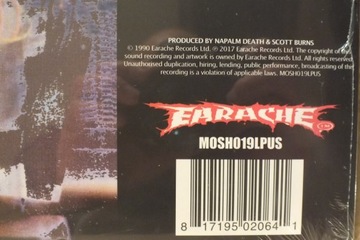 PRODUCED BY NAPALM DEATH & SCOTT BURNS
© 1990 Earache Records Ltd. ℗ 2017 Earache Records Ltd. The copyright of the
sound recording and artwork is owned by Earache Records Ltd. All rights reserved
Unauthorised duplication, hiring, lending, public performance, broadcasting of the
recording is a violation of applicable laws. MOSH019LPUS
EARACHE
MOSH019LPUS
8 17195 02064 1